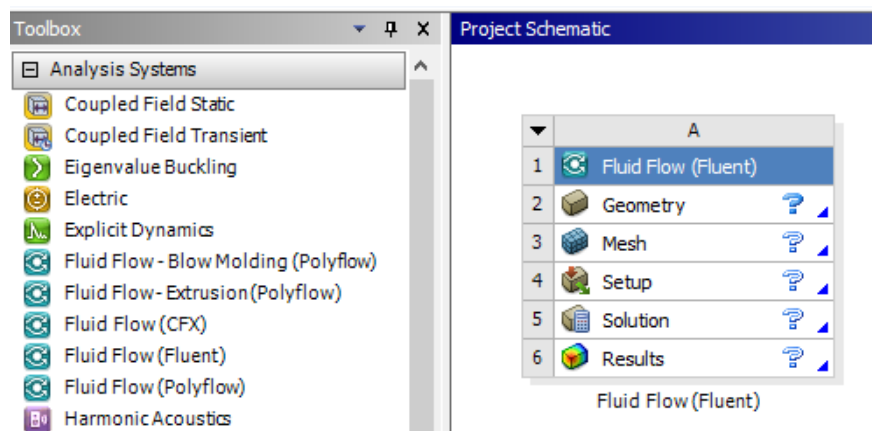 Toolbox
Analysis Systems
Coupled Field Static
Coupled Field Transient
Eigenvalue Buckling
Electric
Explicit Dynamics
Fluid Flow - Blow Molding (Polyflow)
Fluid Flow- Extrusion (Polyflow)
Fluid Flow (CFX)
Fluid Flow (Fluent)
Fluid Flow (Polyflow)
Harmonic Acoustics
Project Schematic
A
1 Fluid Flow (Fluent)
2 Geometry ?
3 Mesh ?
4 Setup ?
5 Solution ?
6 Results ?
Fluid Flow (Fluent)